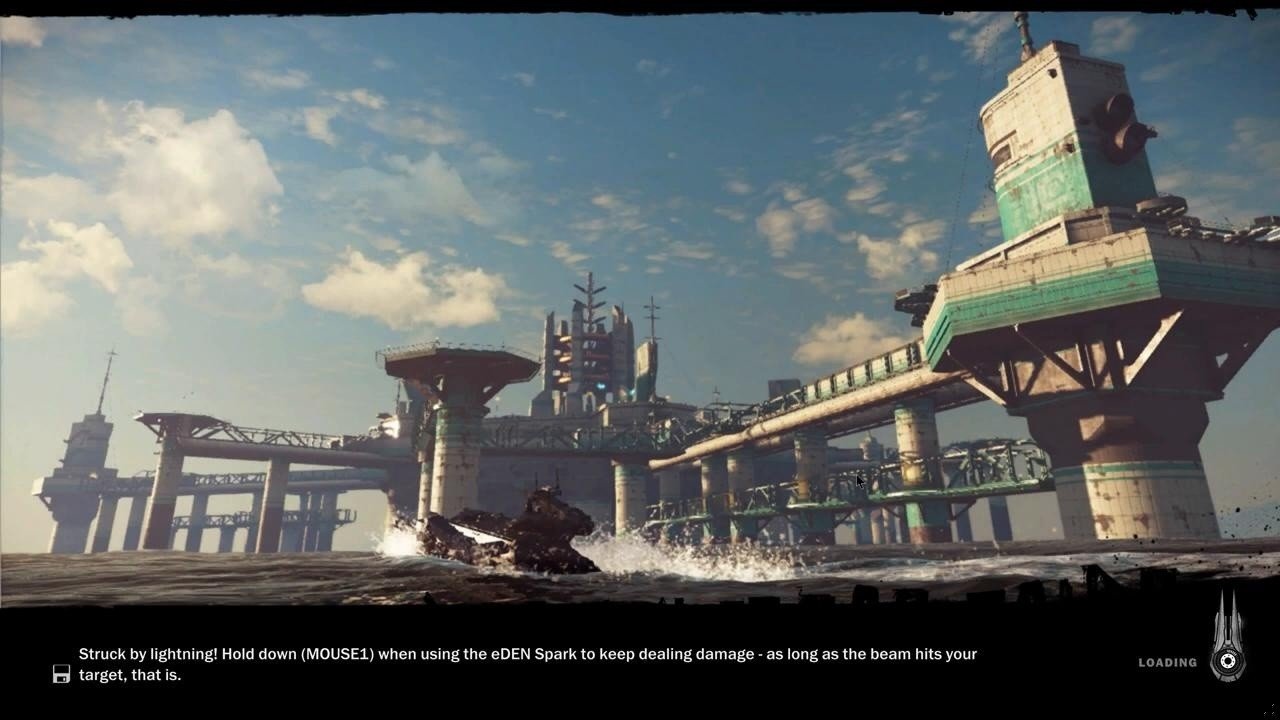 Struck by lightning! Hold down (MOUSE1) when using the eDEN Spark to keep dealing damage - as long as the beam hits your
target, that is.
LOADING